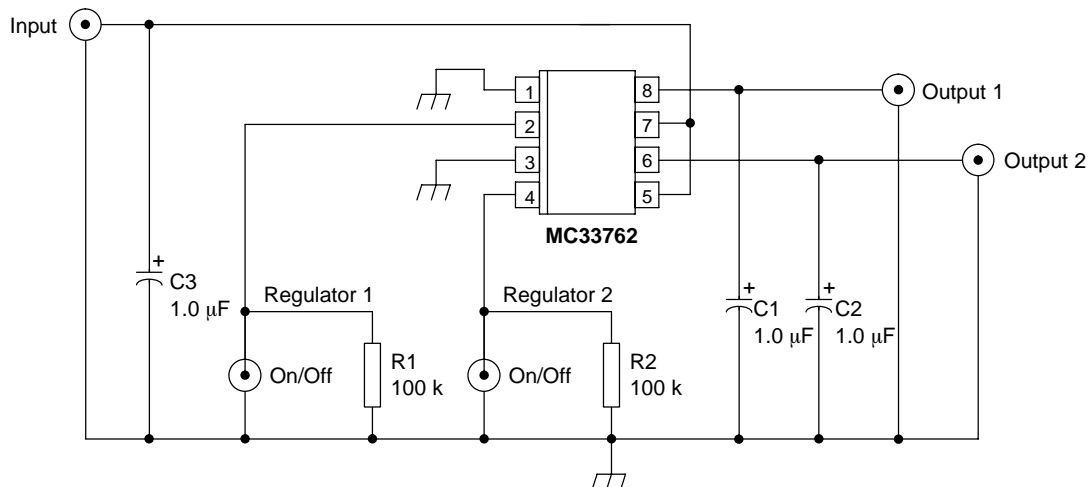 Input
1
8
Output 1
2
7
3
6
Output 2
4
5
MC33762
+
C3
1.0 μF
Regulator 1
Regulator 2
+
C1
1.0 μF
+
C2
1.0 μF
On/Off
R1
100 k
On/Off
R2
100 k